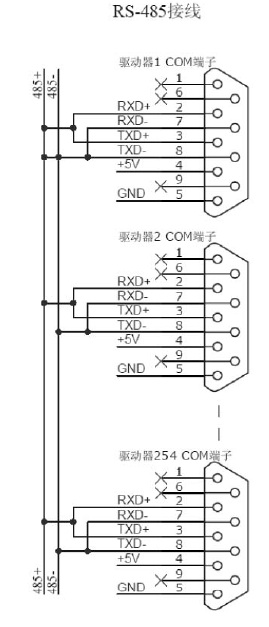 RS-485接线
驱动器1 COM端子
485+
485-
1
6
RXD+ 2
RXD- 7
TXD+ 3
TXD- 8
+5V 4
9
GND 5
驱动器2 COM端子
1
6
RXD+ 2
RXD- 7
TXD+ 3
TXD- 8
+5V 4
9
GND 5
驱动器254 COM端子
1
6
RXD+ 2
RXD- 7
TXD+ 3
TXD- 8
+5V 4
9
GND 5
485+
485-